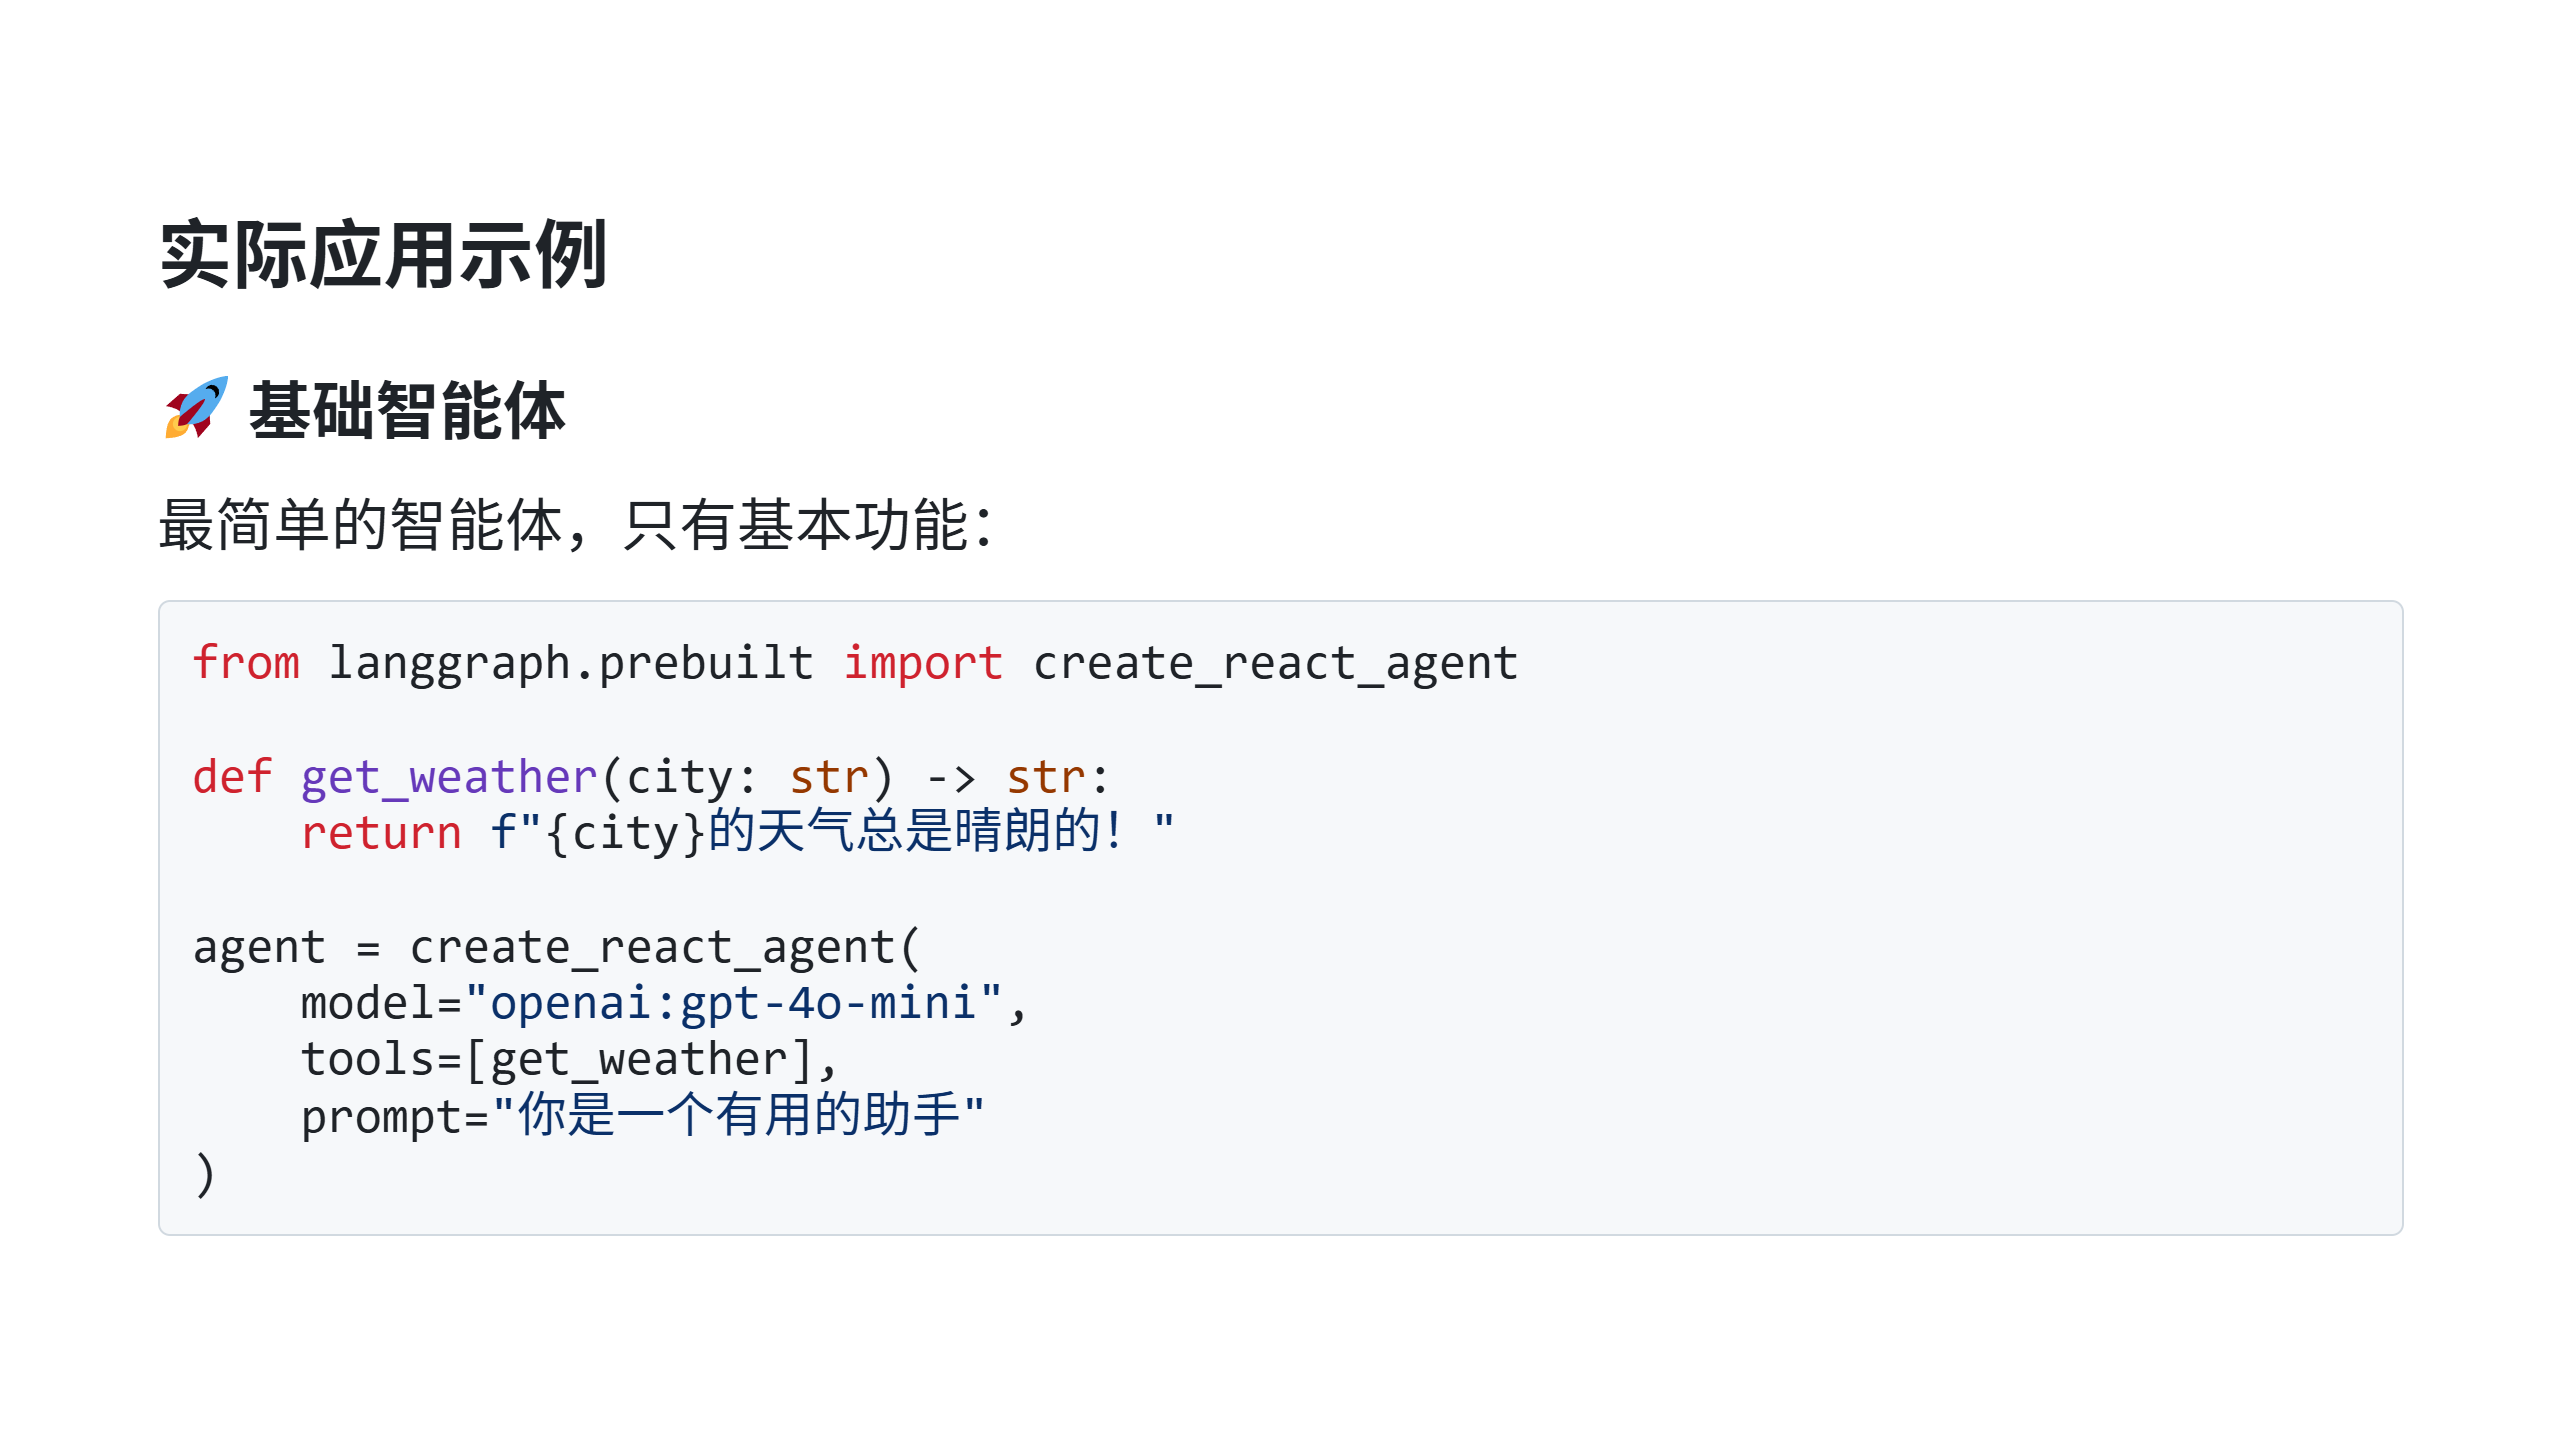 实际应用示例
🚀 基础智能体
最简单的智能体，只有基本功能：
from langgraph.prebuilt import create_react_agent
def get_weather(city: str) -> str:
    return f"{city}的天气总是晴朗的！"
agent = create_react_agent(
    model="openai:gpt-4o-mini",
    tools=[get_weather],
    prompt="你是一个有用的助手"
)